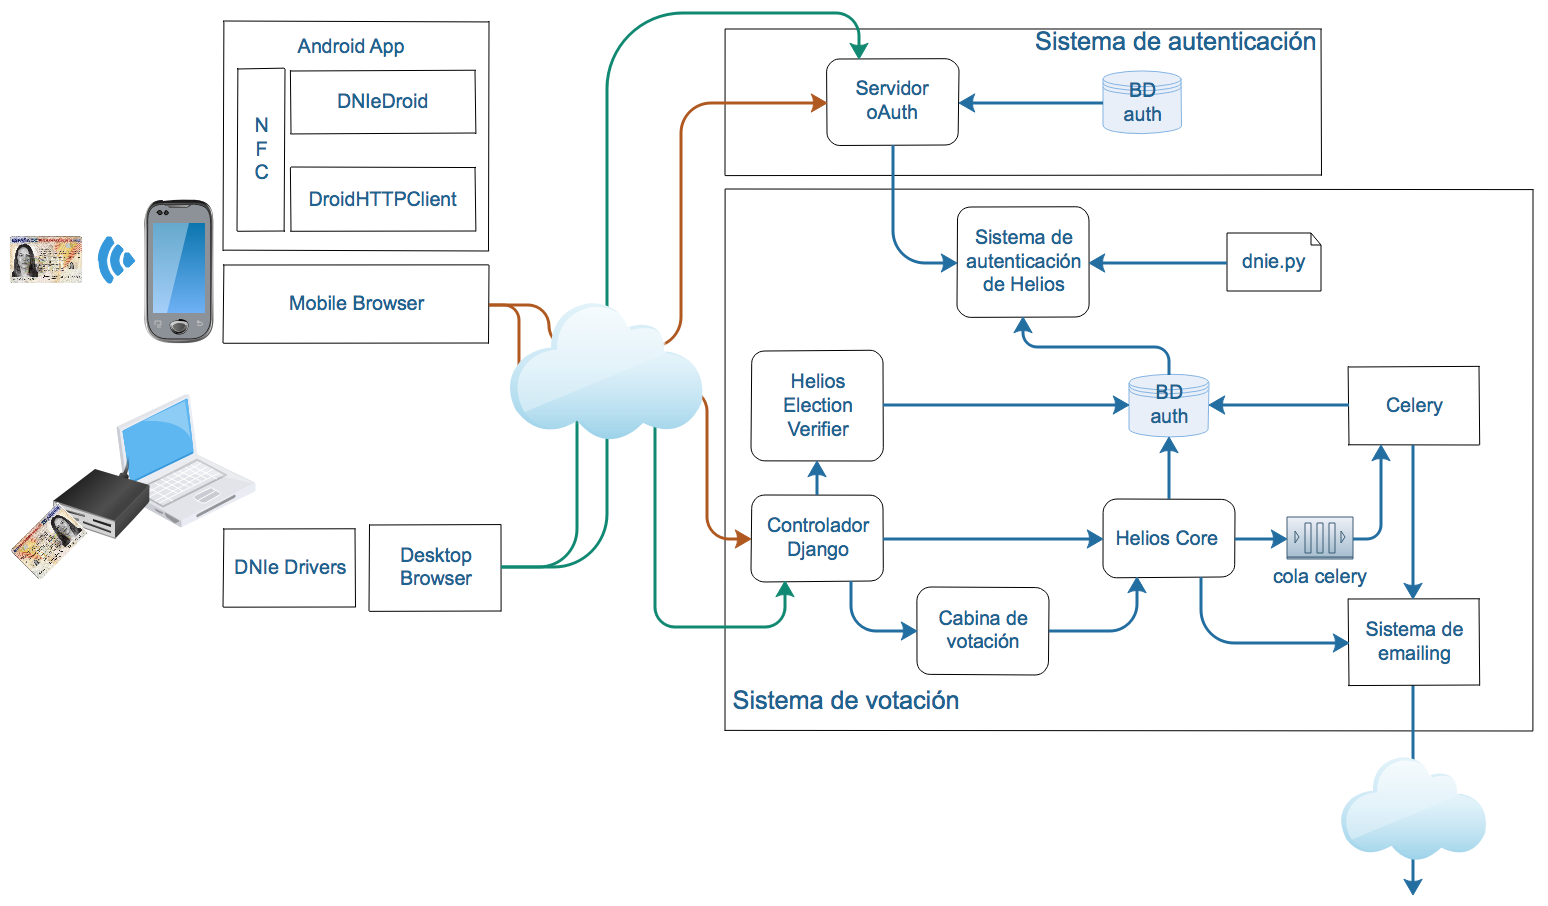 Android App
N
F
C
DNIeDroid
DroidHTTPClient
Mobile Browser
DNIe Drivers
Desktop
Browser
Sistema de autenticación
Servidor
oAuth
BD
auth
Sistema de
autenticación
de Helios
dnie.py
Helios
Election
Verifier
BD
auth
Celery
Controlador
Django
Helios Core
cola celery
Cabina de
votación
Sistema de
emailing
Sistema de votación